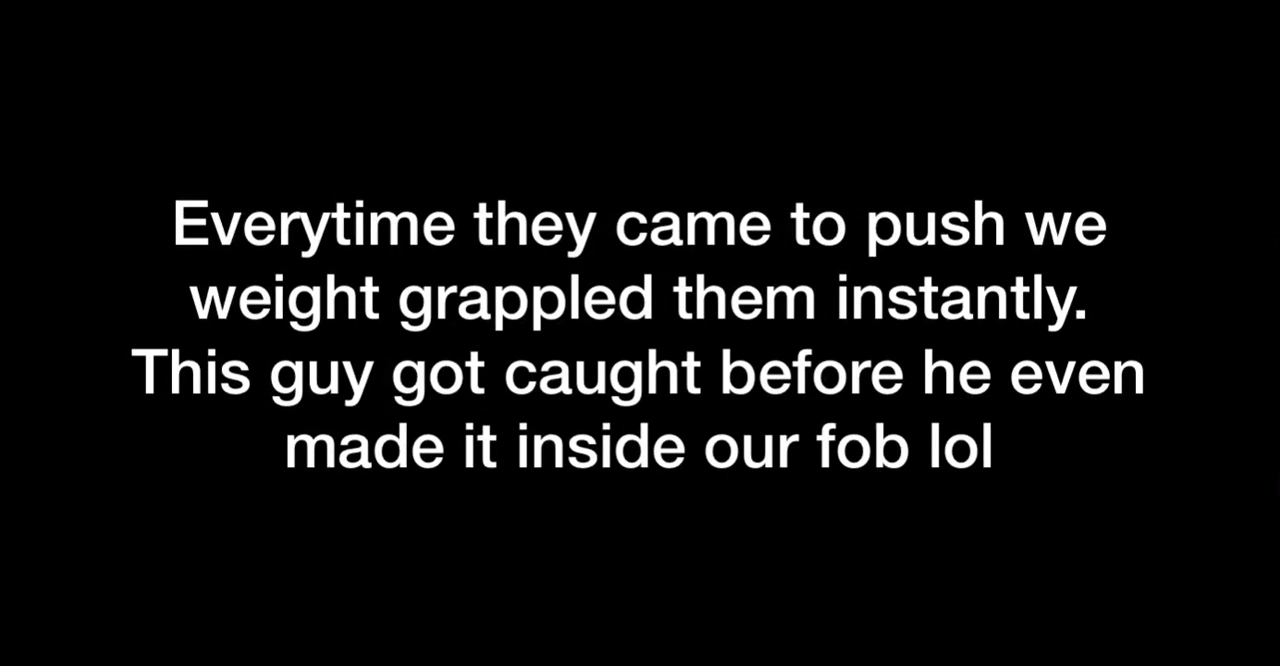 Everytime they came to push we
weight grappled them instantly.
This guy got caught before he even
made it inside our fob lol